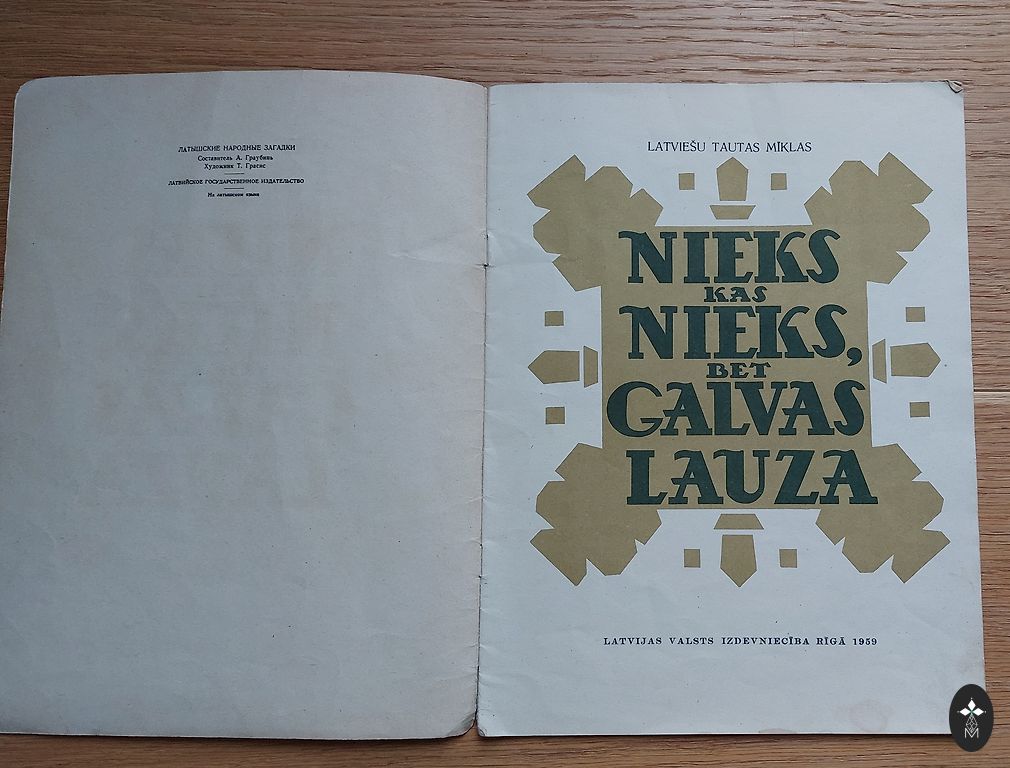 ЛАТЫШСКИЕ НАРОДНЫЕ ЗАГАДКИ
Составитель А. Граубинь
Художник Т. Грасис
ЛАТВИЙСКОЕ ГОСУДАРСТВЕННОЕ ИЗДАТЕЛЬСТВО
На латышском языке
LATVIEŠU TAUTAS MĪKLAS
NIEKS
KAS
NIEKS,
BET
GALVAS
LAUZA
LATVIJAS VALSTS IZDEVNIECĪBA RĪGĀ 1959
M